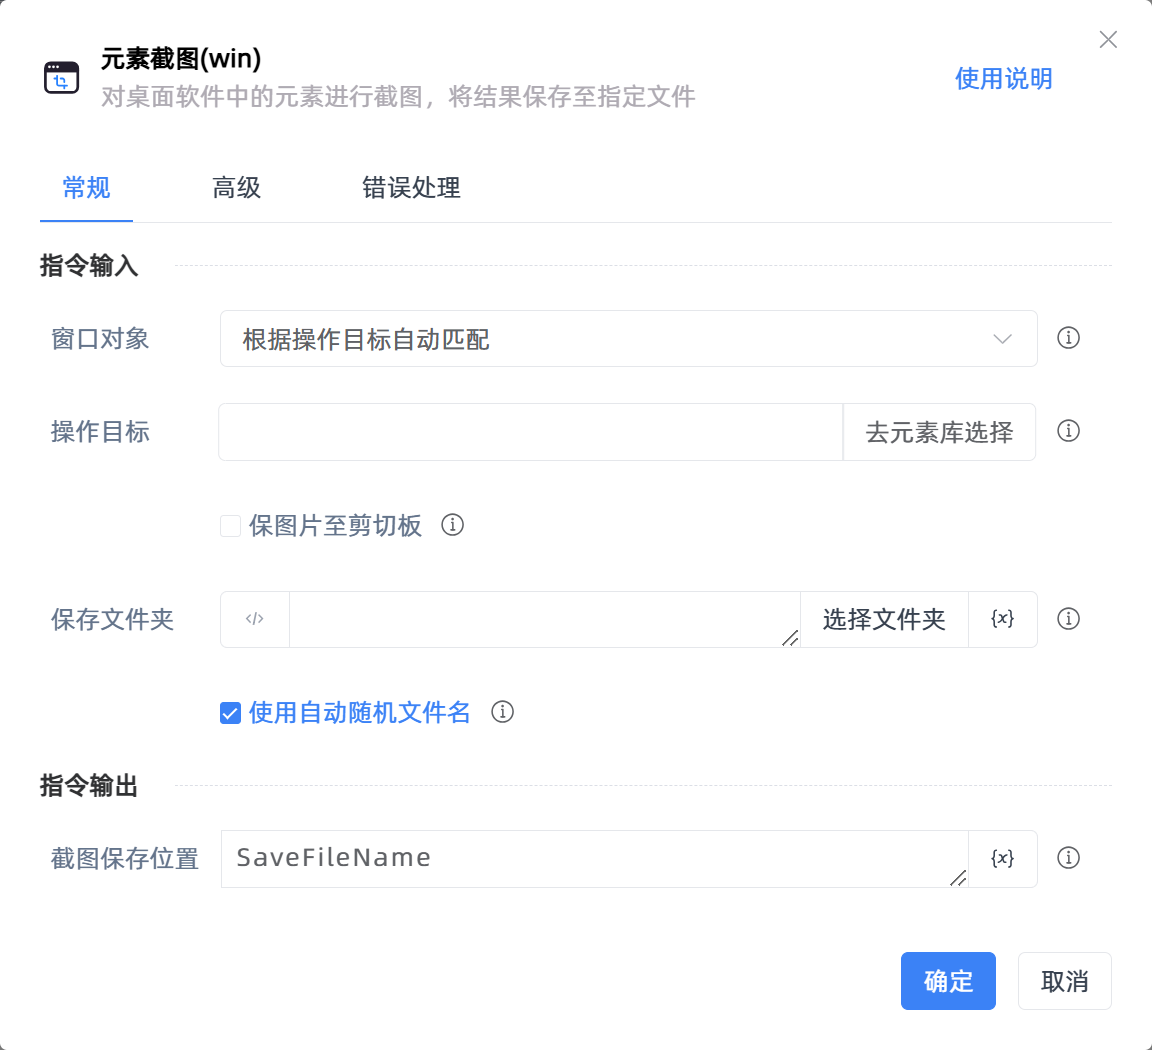 元素截图(win)
对桌面软件中的元素进行截图，将结果保存至指定文件
使用说明
常规
高级
错误处理
指令输入
窗口对象
根据操作目标自动匹配
操作目标
去元素库选择
保图片至剪切板
保存文件夹
</>
选择文件夹
{x}
使用自动随机文件名
指令输出
截图保存位置
SaveFileName
{x}
确定
取消